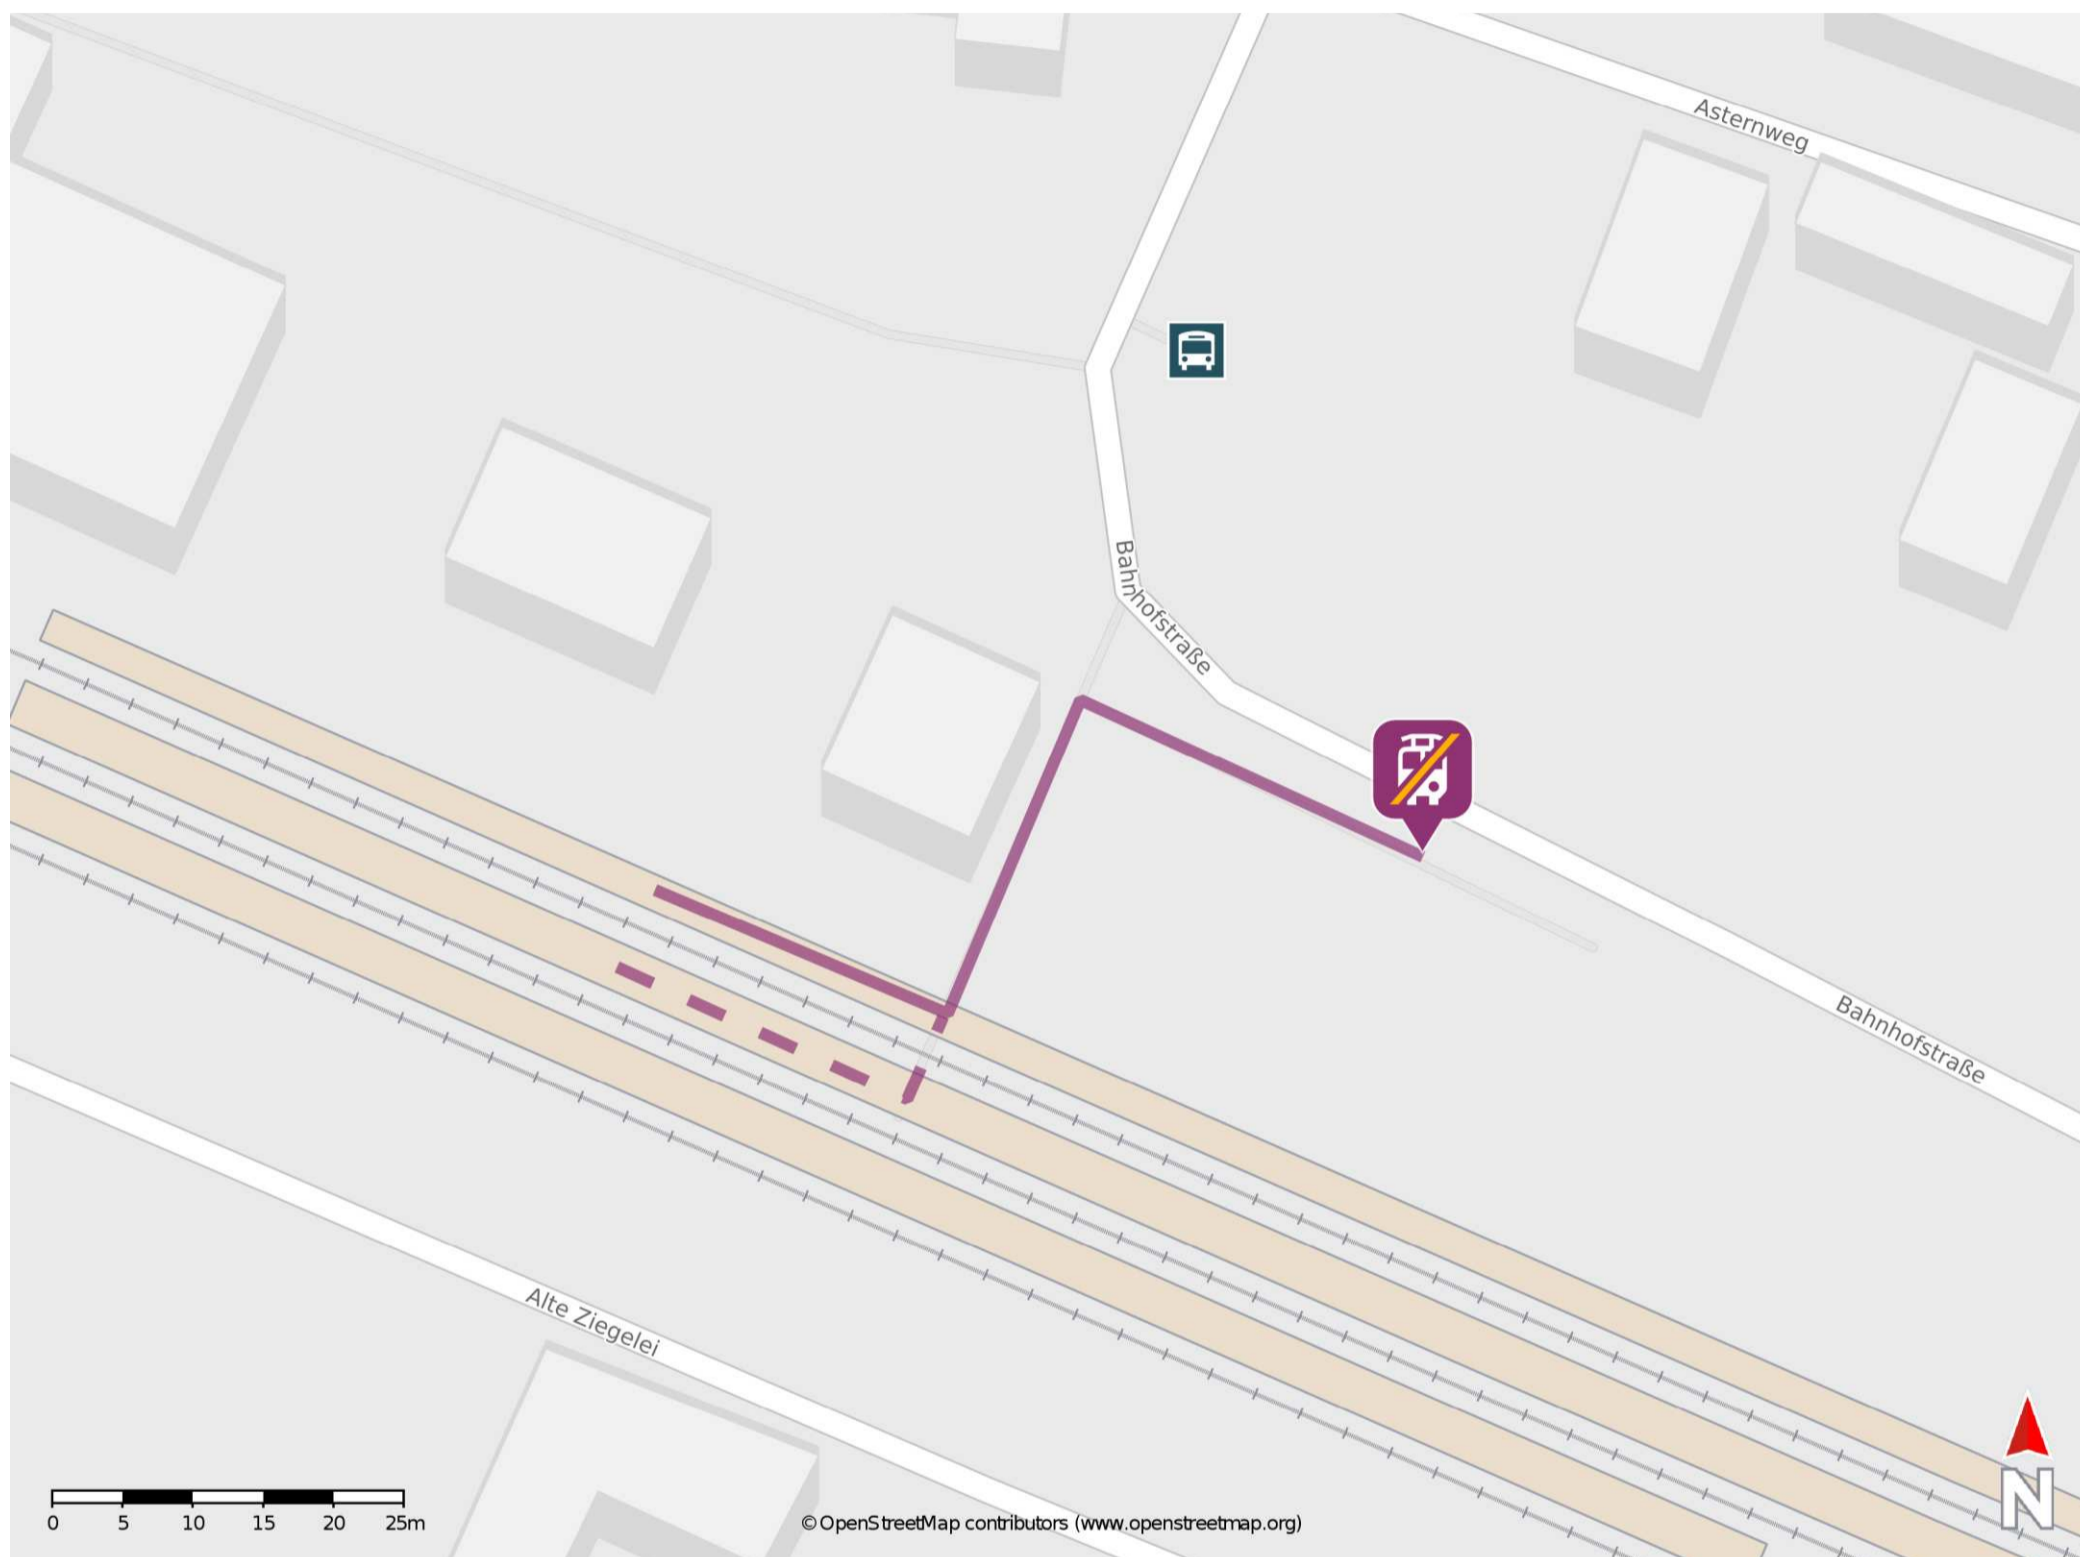 Asternweg
Bahnhofstraße
Bahnhofstraße
Alte Ziegelei
N
0 5 10 15 20 25m
©OpenStreetMap contributors (www.openstreetmap.org)